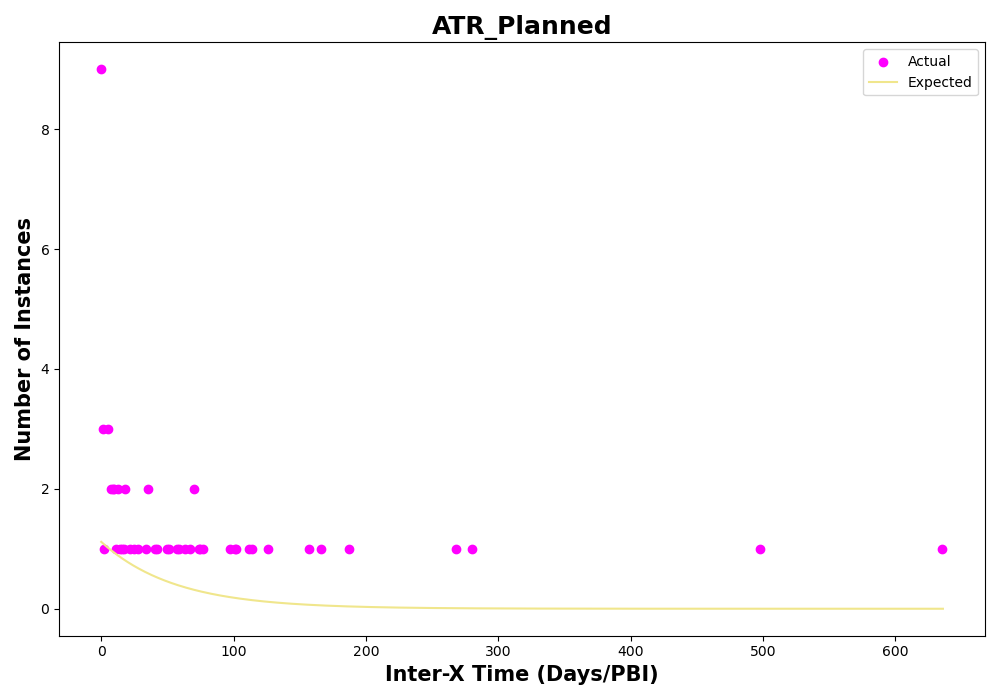 ATR_Planned
Actual
Expected
Number of Instances
8
6
4
2
0
0 100 200 300 400 500 600
Inter-X Time (Days/PBI)